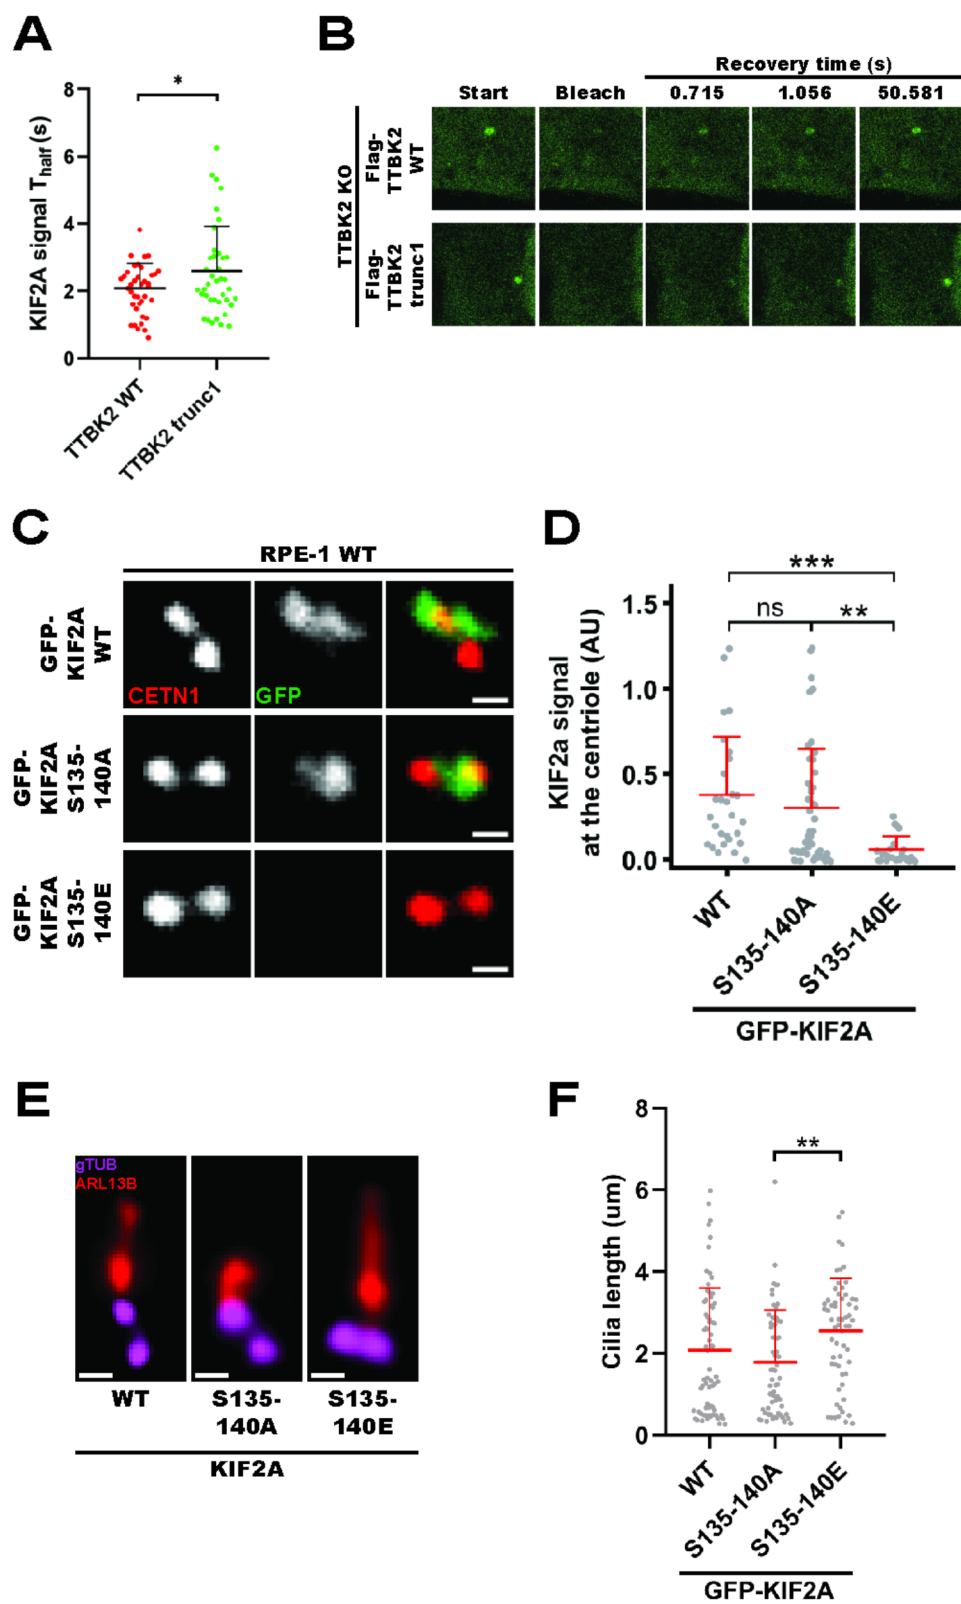 A
*
8
6
4
2
0
KIF2A signal Thalf (s)
TTBK2 WT
TTBK2 trunc1
B
Recovery time (s)
Start Bleach 0.715 1.056 50.581
TTBK2 KO
Flag-
TTBK2
WT
Flag-
TTBK2
trunc1
C
RPE-1 WT
GFP-
KIF2A
WT
CETN1
GFP
GFP-
KIF2A
S135-
140A
GFP-
KIF2A
S135-
140E
D
***
ns
**
1.5
1.0
0.5
0.0
KIF2a signal
at the centriole (AU)
WT
S135-140A
S135-140E
GFP-KIF2A
E
gTUB
ARL13B
WT
S135-
140A
S135-
140E
KIF2A
F
**
8
6
4
2
0
Cilia length (um)
WT
S135-140A
S135-140E
GFP-KIF2A